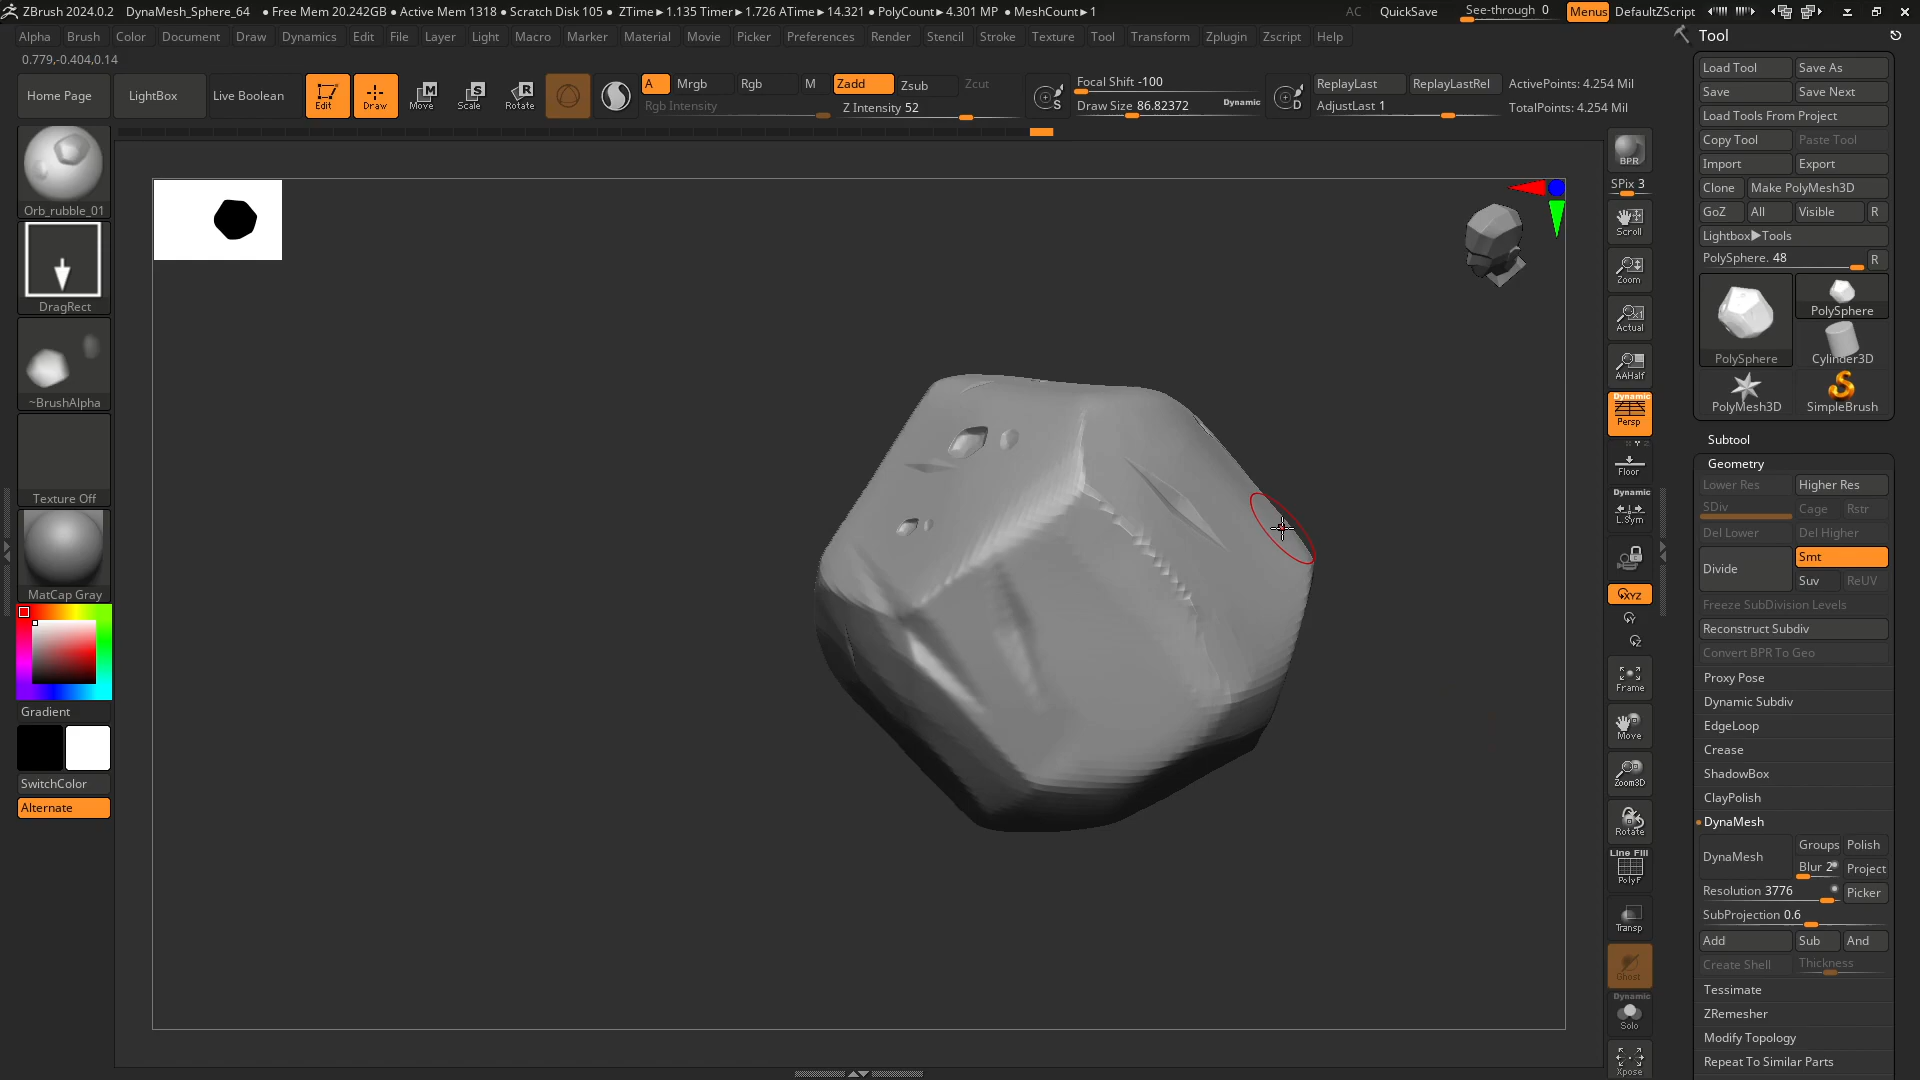 ZBrush 2024.0.2 DynaMesh_Sphere_64 ● Free Mem 20.242GB ● Active Mem 1318 ● Scratch Disk 105 ● ZTime►1.135 Timer►1.726 ATime►14.321 ● PolyCount►4.301 MP ● MeshCount►1 AC QuickSave See-through 0 Menus DefaultZScript
Alpha Brush Color Document Draw Dynamics Edit File Layer Light Macro Marker Material Movie Picker Preferences Render Stencil Stroke Texture Tool Transform Zplugin Zscript Help
0.779,-0.404,0.14
Home Page LightBox Live Boolean Edit Draw Move Scale Rotate
A Mrgb Rgb M Zadd Zsub Zcut
Rgb Intensity Z Intensity 52
S Focal Shift -100
Draw Size 86.82372 Dynamic
D ReplayLast ReplayLastRel ActivePoints: 4.254 Mil
AdjustLast 1 TotalPoints: 4.254 Mil
Orb_rubble_01
DragRect
~BrushAlpha
Texture Off
MatCap Gray
Gradient
SwitchColor
Alternate
BPR
SPix 3
Scroll
Zoom
Actual
AAHalf
Dynamic
Persp
Floor
Dynamic
L.Sym
XYZ
Frame
Move
Zoom3D
Rotate
Line Fill
PolyF
Transp
Ghost
Dynamic
Solo
Xpose
Tool
Load Tool Save As
Save Save Next
Load Tools From Project
Copy Tool Paste Tool
Import Export
Clone Make PolyMesh3D
GoZ All Visible R
Lightbox►Tools
PolySphere. 48 R
PolySphere
PolySphere Cylinder3D
PolyMesh3D SimpleBrush
Subtool
Geometry
Lower Res Higher Res
SDiv Cage Rstr
Del Lower Del Higher
Divide Smt
Suv ReUV
Freeze SubDivision Levels
Reconstruct Subdiv
Convert BPR To Geo
Proxy Pose
Dynamic Subdiv
EdgeLoop
Crease
ShadowBox
ClayPolish
DynaMesh
DynaMesh Groups Polish
Blur 2 Project
Resolution 3776 Picker
SubProjection 0.6
Add Sub And
Create Shell Thickness
Tessimate
ZRemesher
Modify Topology
Repeat To Similar Parts